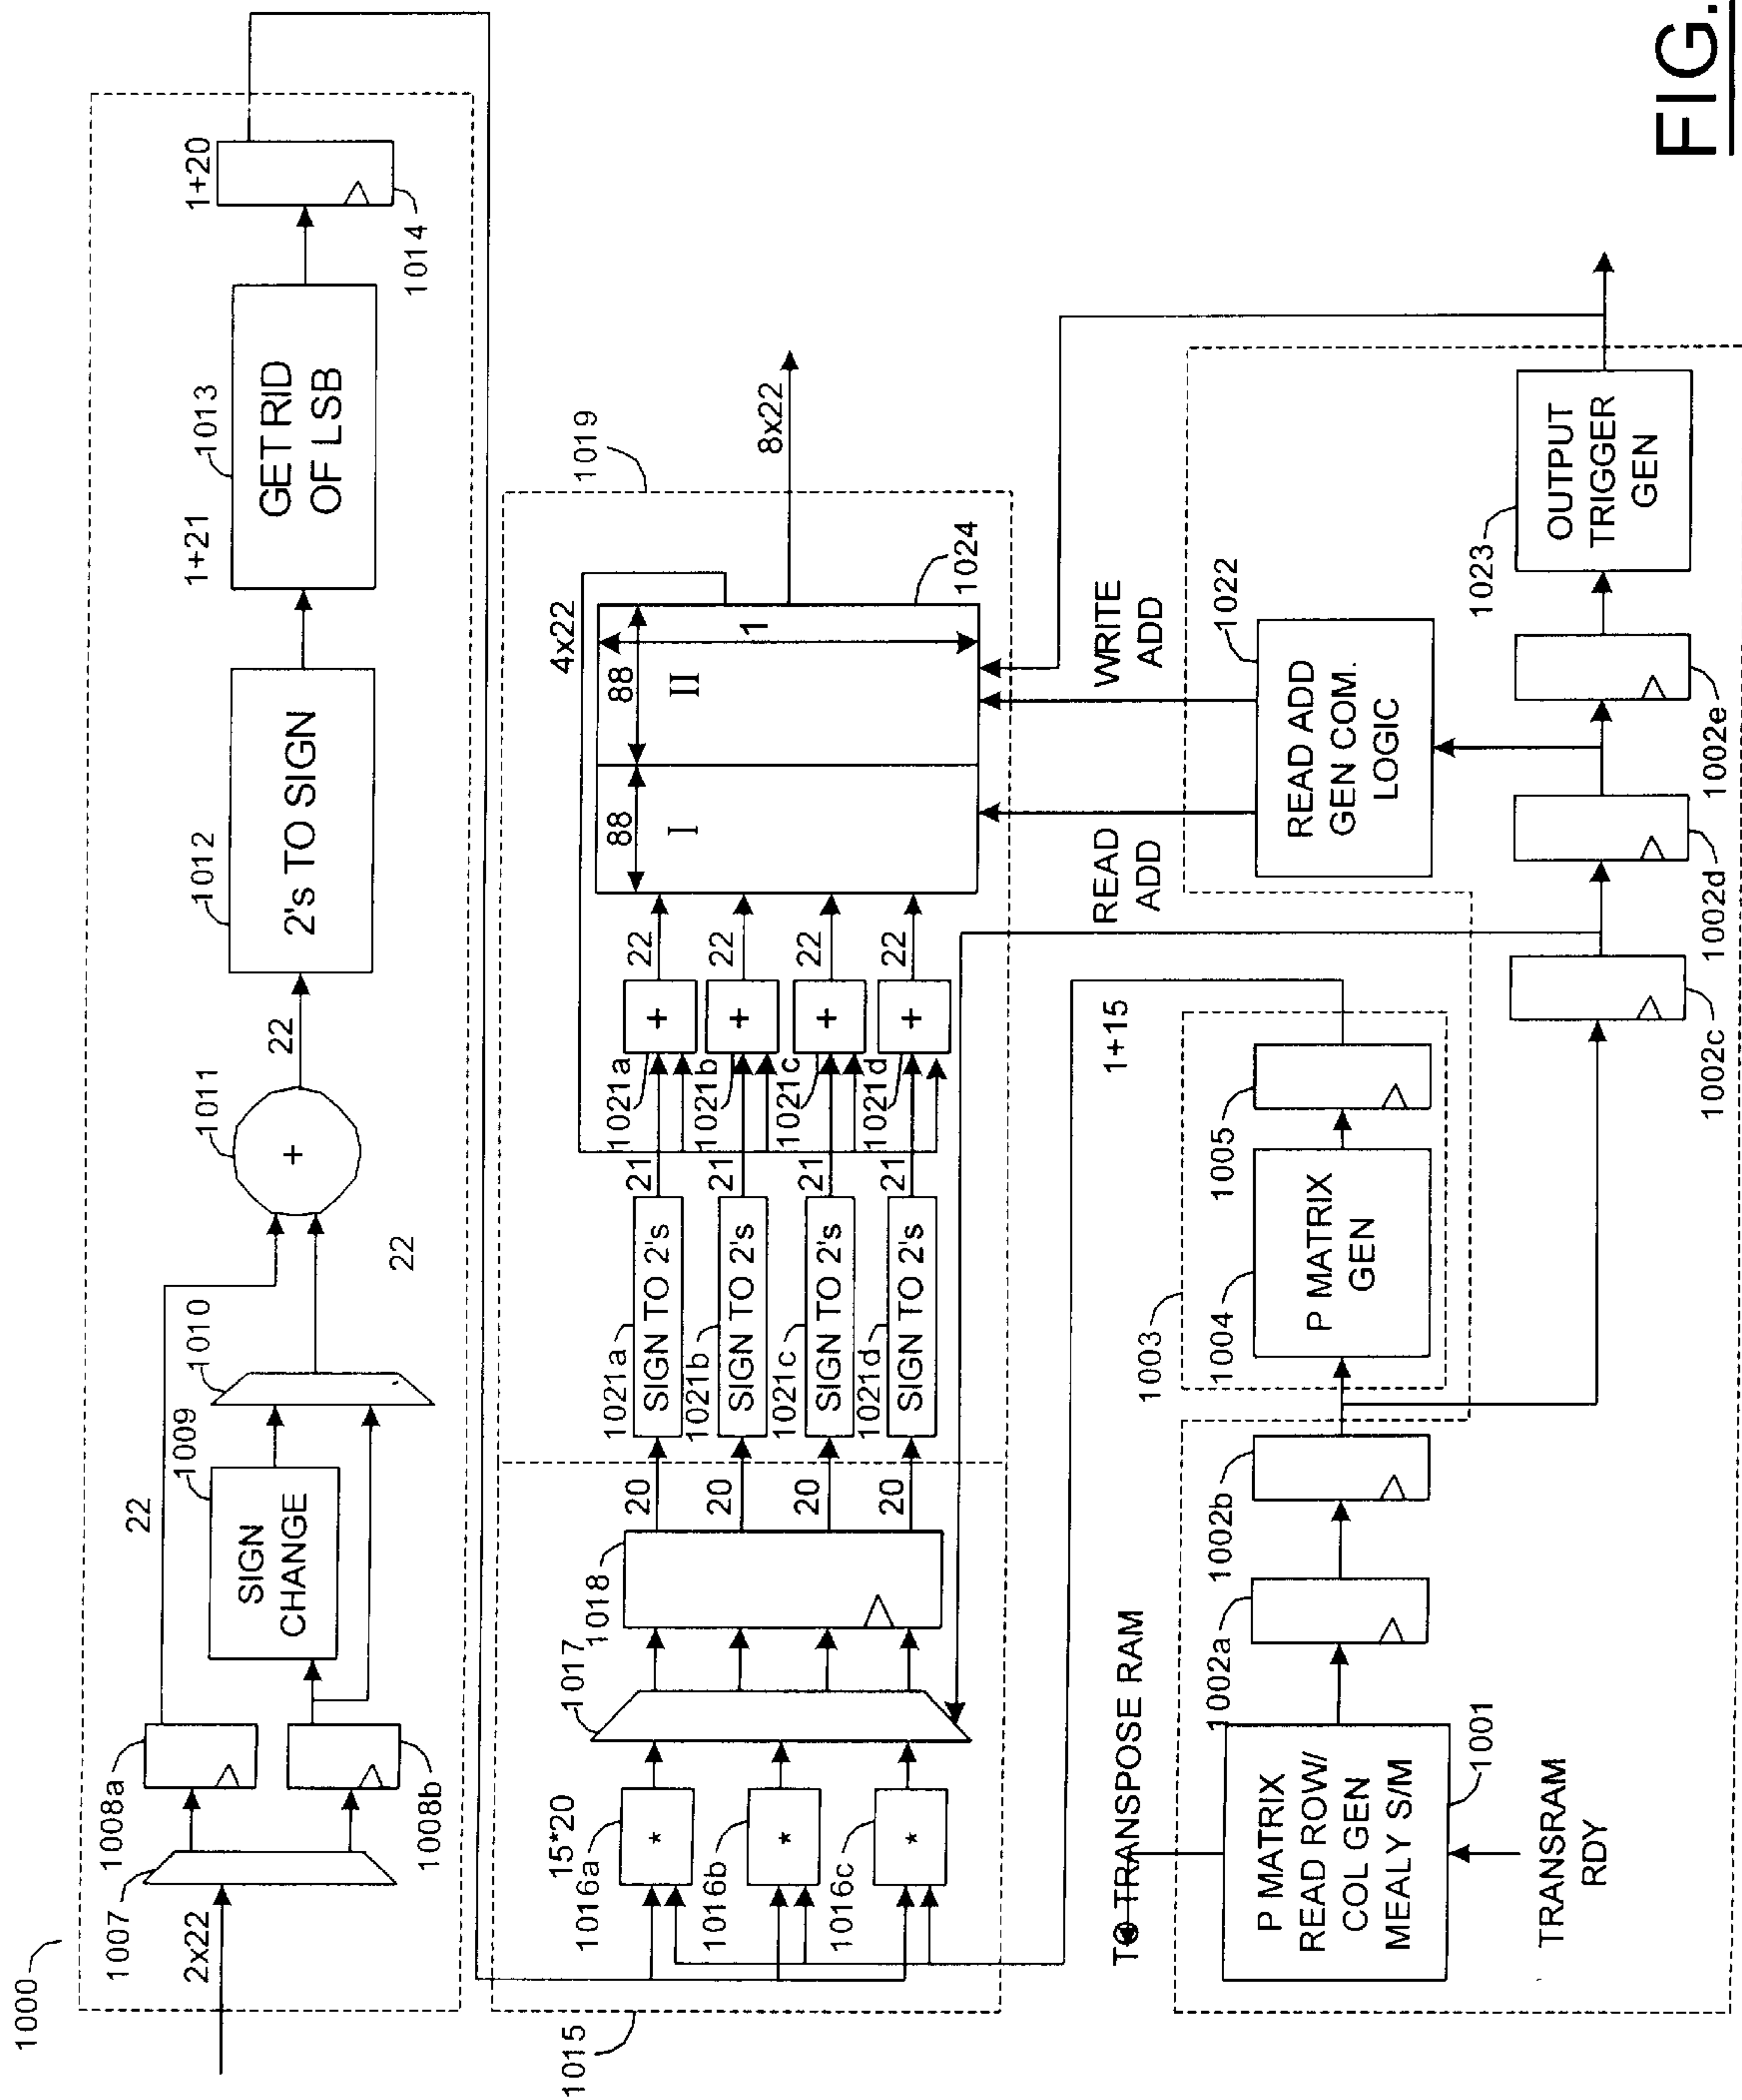 1000
1007
2x22
1008a
1008b
22
SIGN
CHANGE
1009
1010
22
+
1011
22
2's TO SIGN
1012
1+21
GET RID
OF LSB
1013
1+20
1014
1015
15*20
1016a
*
1016b
*
1016c
*
1017
1018
20
20
20
20
1021a
SIGN TO 2's
1021b
SIGN TO 2's
1021c
SIGN TO 2's
1021d
SIGN TO 2's
21
21
21
21
1021a
+
1021b
+
1021c
+
1021d
+
22
22
22
22
4x22
88
I
88
II
1
1024
1019
8x22
READ
ADD
WRITE
ADD
TO TRANSPOSE RAM
P MATRIX
READ ROW/
COL GEN
MEALY S/M
1001
TRANSRAM
RDY
1002a
1002b
1003
1004
P MATRIX
GEN
1005
1+15
1002c
1002d
1002e
READ ADD
GEN COM.
LOGIC
1022
OUTPUT
TRIGGER
GEN
1023
FIG.